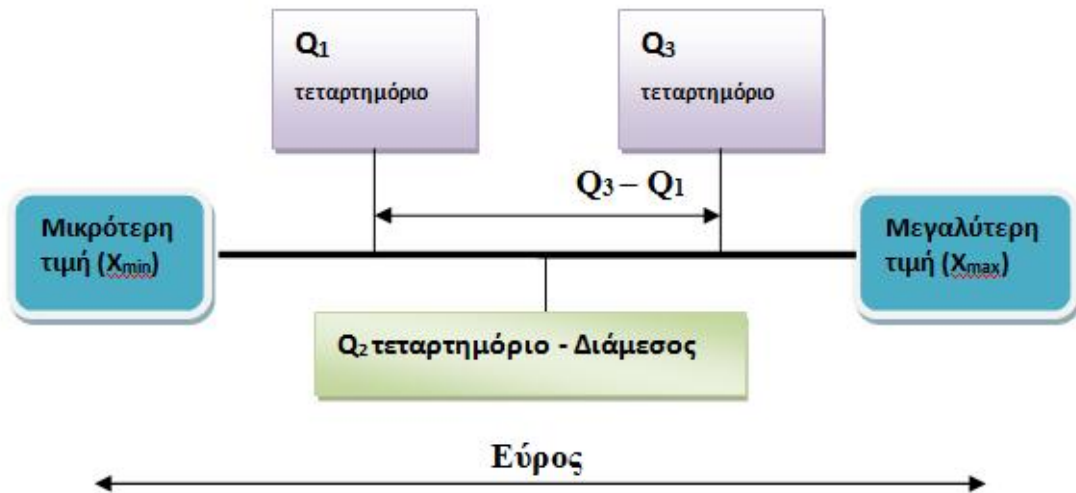 Q1
τεταρτημόριο
Q3
τεταρτημόριο
Q3 – Q1
Μικρότερη
τιμή (Xmin)
Μεγαλύτερη
τιμή (Xmax)
Q2 τεταρτημόριο - Διάμεσος
Εύρος